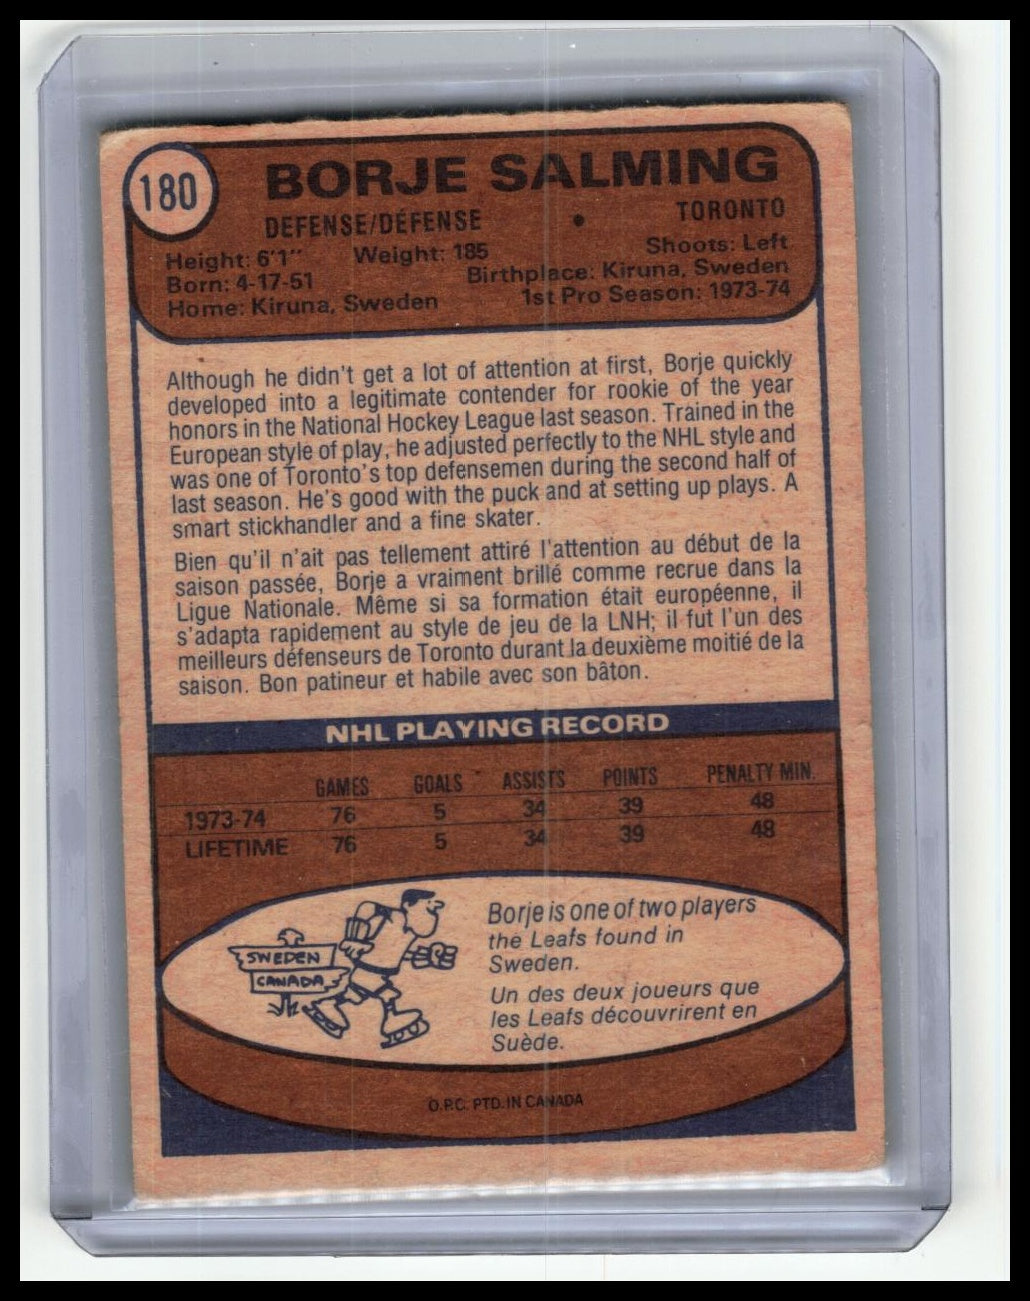 180
BORJE SALMING
DEFENSE/DÉFENSE • TORONTO
Height: 6'1" Weight: 185 Shoots: Left
Born: 4-17-51 Birthplace: Kiruna, Sweden
Home: Kiruna, Sweden 1st Pro Season: 1973-74
Although he didn't get a lot of attention at first, Borje quickly
developed into a legitimate contender for rookie of the year
honors in the National Hockey League last season. Trained in the
European style of play, he adjusted perfectly to the NHL style and
was one of Toronto's top defensemen during the second half of
last season. He's good with the puck and at setting up plays. A
smart stickhandler and a fine skater.
Bien qu'il n'ait pas tellement attiré l'attention au début de la
saison passée, Borje a vraiment brillé comme recrue dans la
Ligue Nationale. Même si sa formation était européenne, il
s'adapta rapidement au style de jeu de la LNH; il fut l'un des
meilleurs défenseurs de Toronto durant la deuxième moitié de la
saison. Bon patineur et habile avec son bâton.
NHL PLAYING RECORD
GAMES GOALS ASSISTS POINTS PENALTY MIN.
1973-74 76 5 34 39 48
LIFETIME 76 5 34 39 48
SWEDEN
CANADA
Borje is one of two players
the Leafs found in
Sweden.
Un des deux joueurs que
les Leafs découvrirent en
Suède.
O.P.C. PTD. IN CANADA